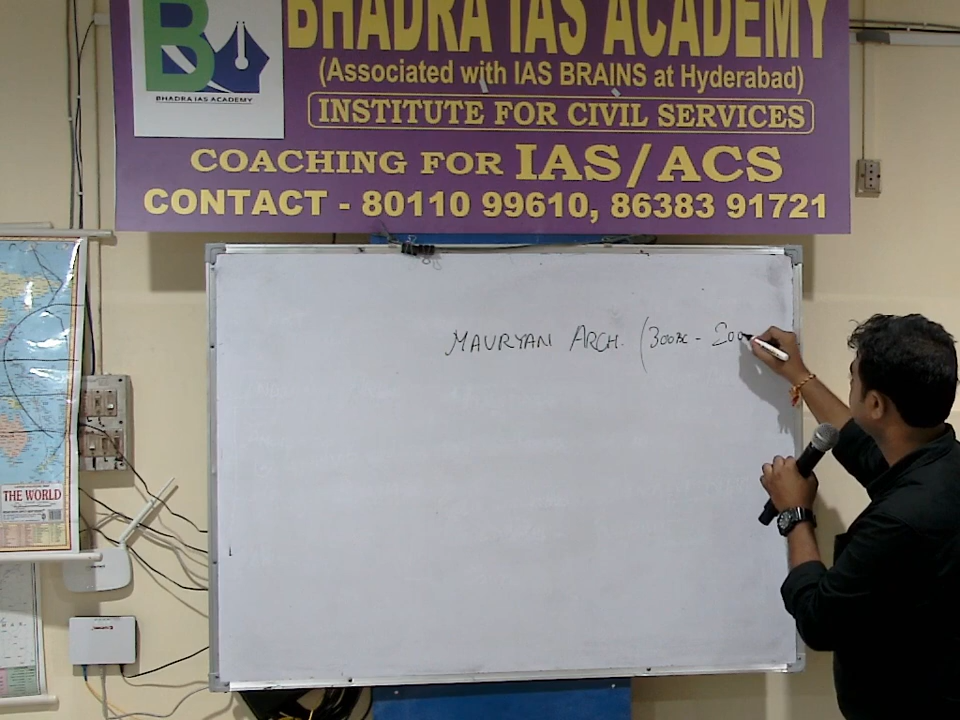 BHADRA IAS ACADEMY
BHADRA IAS ACADEMY
(Associated with IAS BRAINS at Hyderabad)
INSTITUTE FOR CIVIL SERVICES
COACHING FOR IAS/ACS
CONTACT - 80110 99610, 86383 91721
MAURYAN ARCH. (300BC - 200
THE WORLD